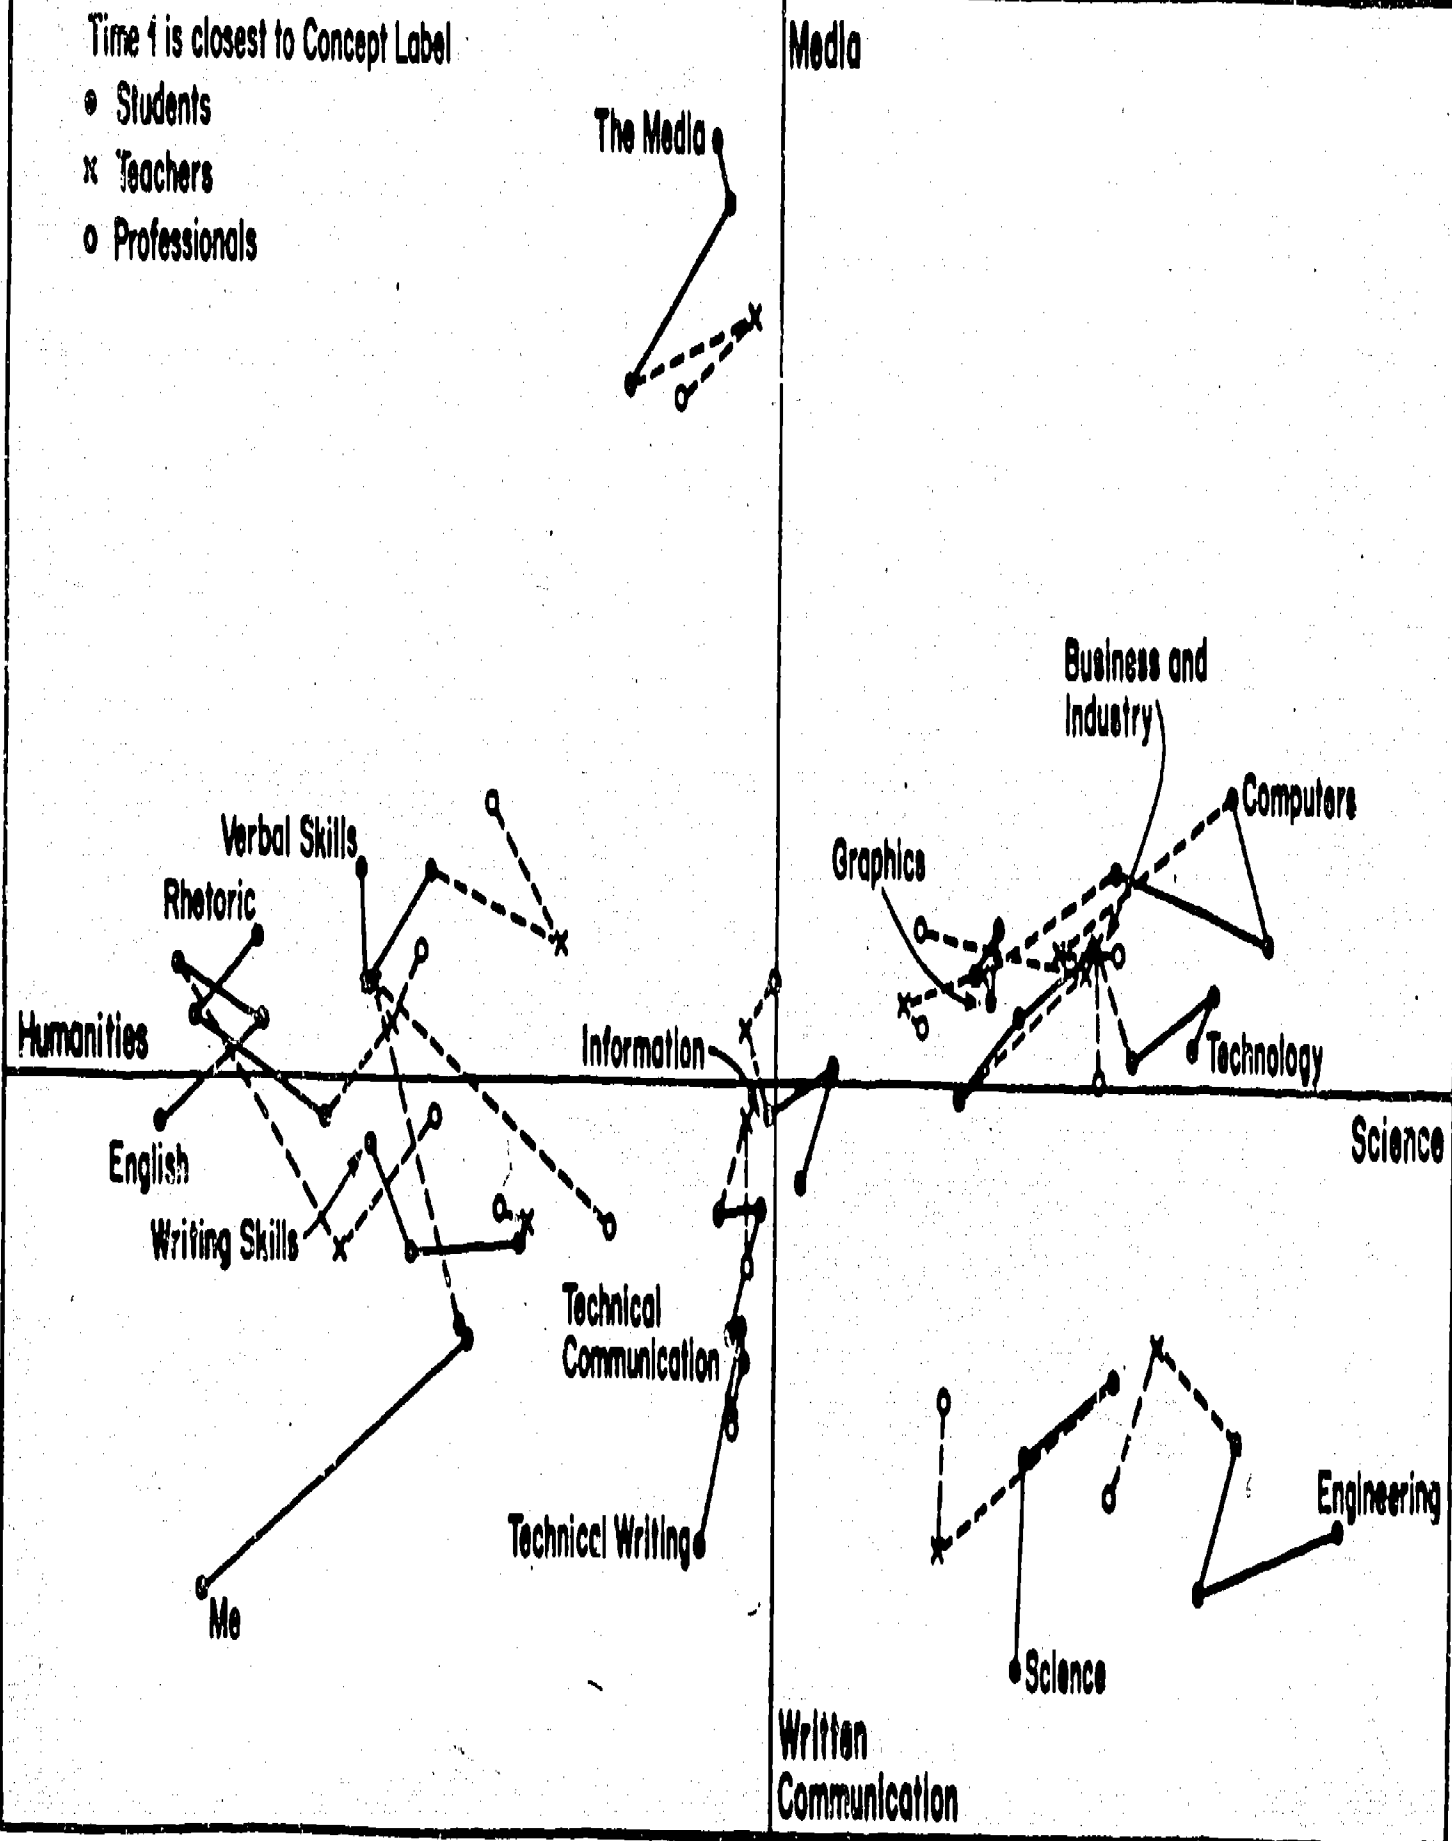 Time 1 is closest to Concept Label
Students
x Teachers
o Professionals
Media
The Media
Business and
Industry
Computers
Graphics
Verbal Skills
Rhetoric
Humanities
Information
Technology
Science
English
Writing Skills
Technical
Communication
Technical Writing
Engineering
Me
Science
Written
Communication